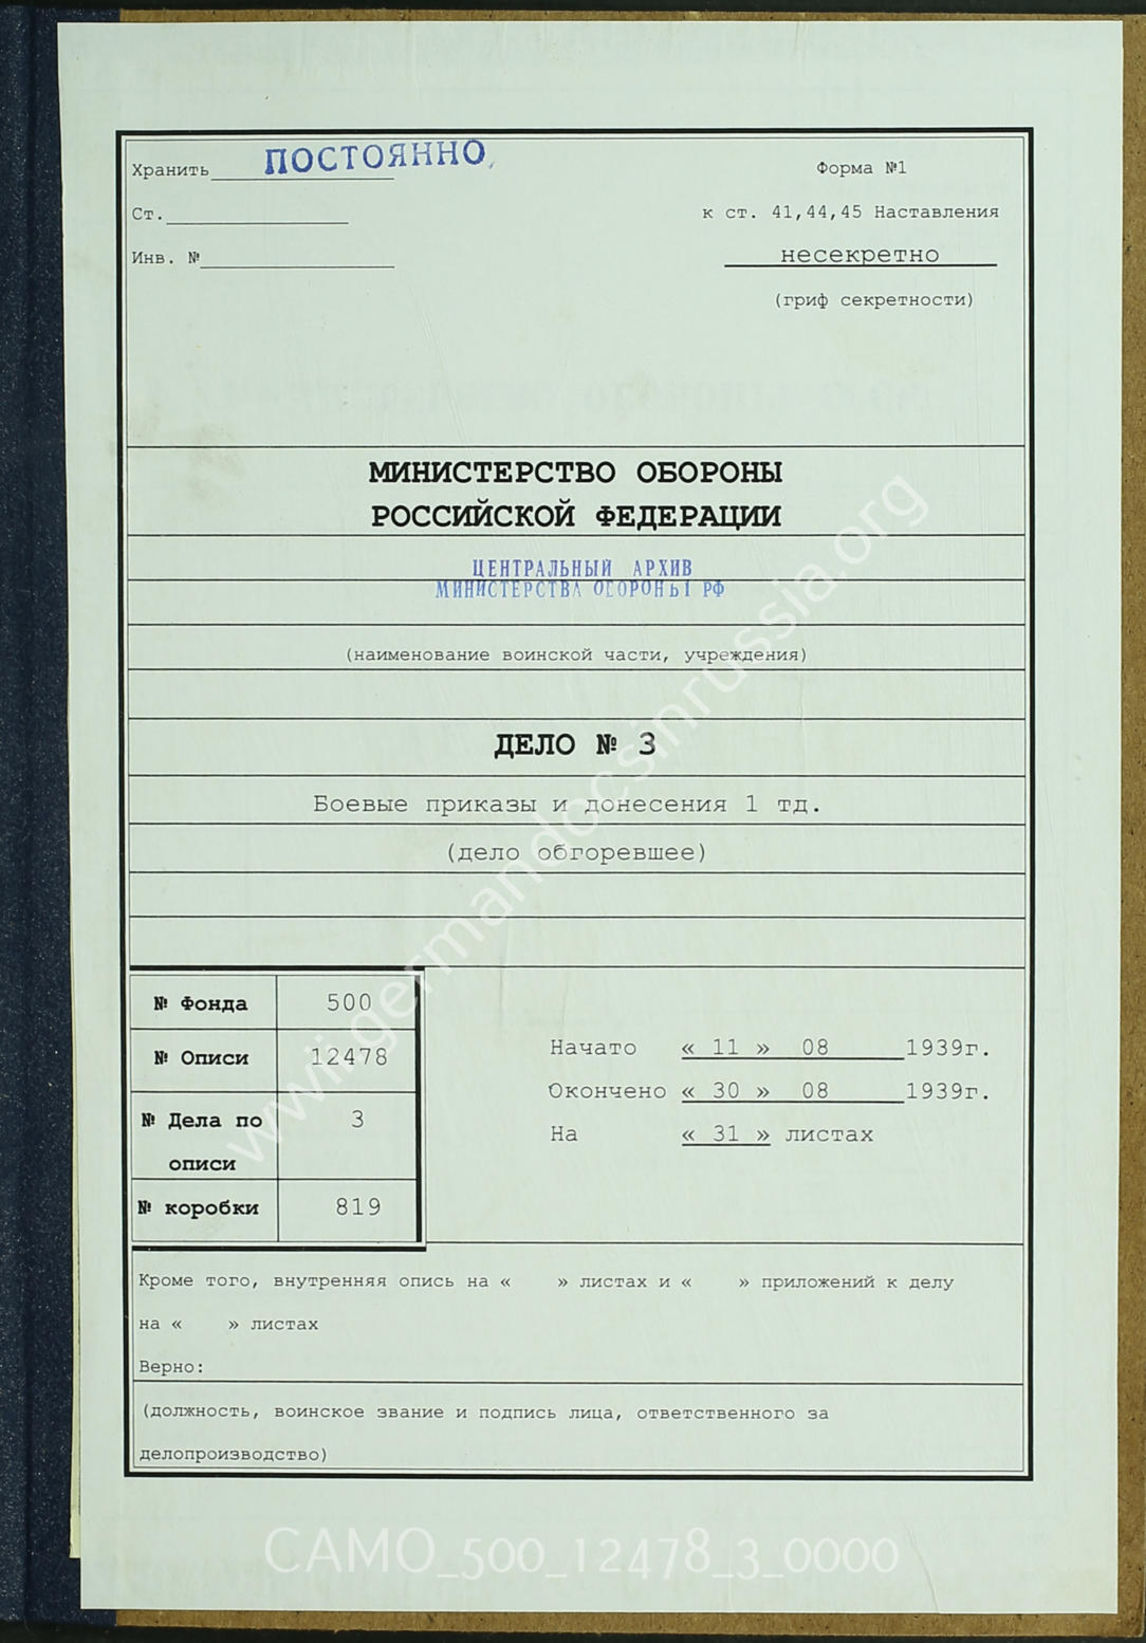 Хранить ПОСТОЯННО
Форма №1
Ст.
к ст. 41,44,45 Наставления
Инв. №
несекретно
(гриф секретности)
МИНИСТЕРСТВО ОБОРОНЫ
РОССИЙСКОЙ ФЕДЕРАЦИИ
ЦЕНТРАЛЬНЫЙ АРХИВ
МИНИСТЕРСТВА ОБОРОНЫ РФ
(наименование воинской части, учреждения)
ДЕЛО № 3
Боевые приказы и донесения 1 тд.
(дело обгоревшее)
№ Фонда 500
№ Описи 12478
№ Дела по описи 3
№ коробки 819
Начато « 11 » 08 1939г.
Окончено « 30 » 08 1939г.
На « 31 » листах
Кроме того, внутренняя опись на « » листах и « » приложений к делу
на « » листах
Верно:
(должность, воинское звание и подпись лица, ответственного за
делопроизводство)
www.germandocsinrussia.org
CAMO_500_12478_3_0000